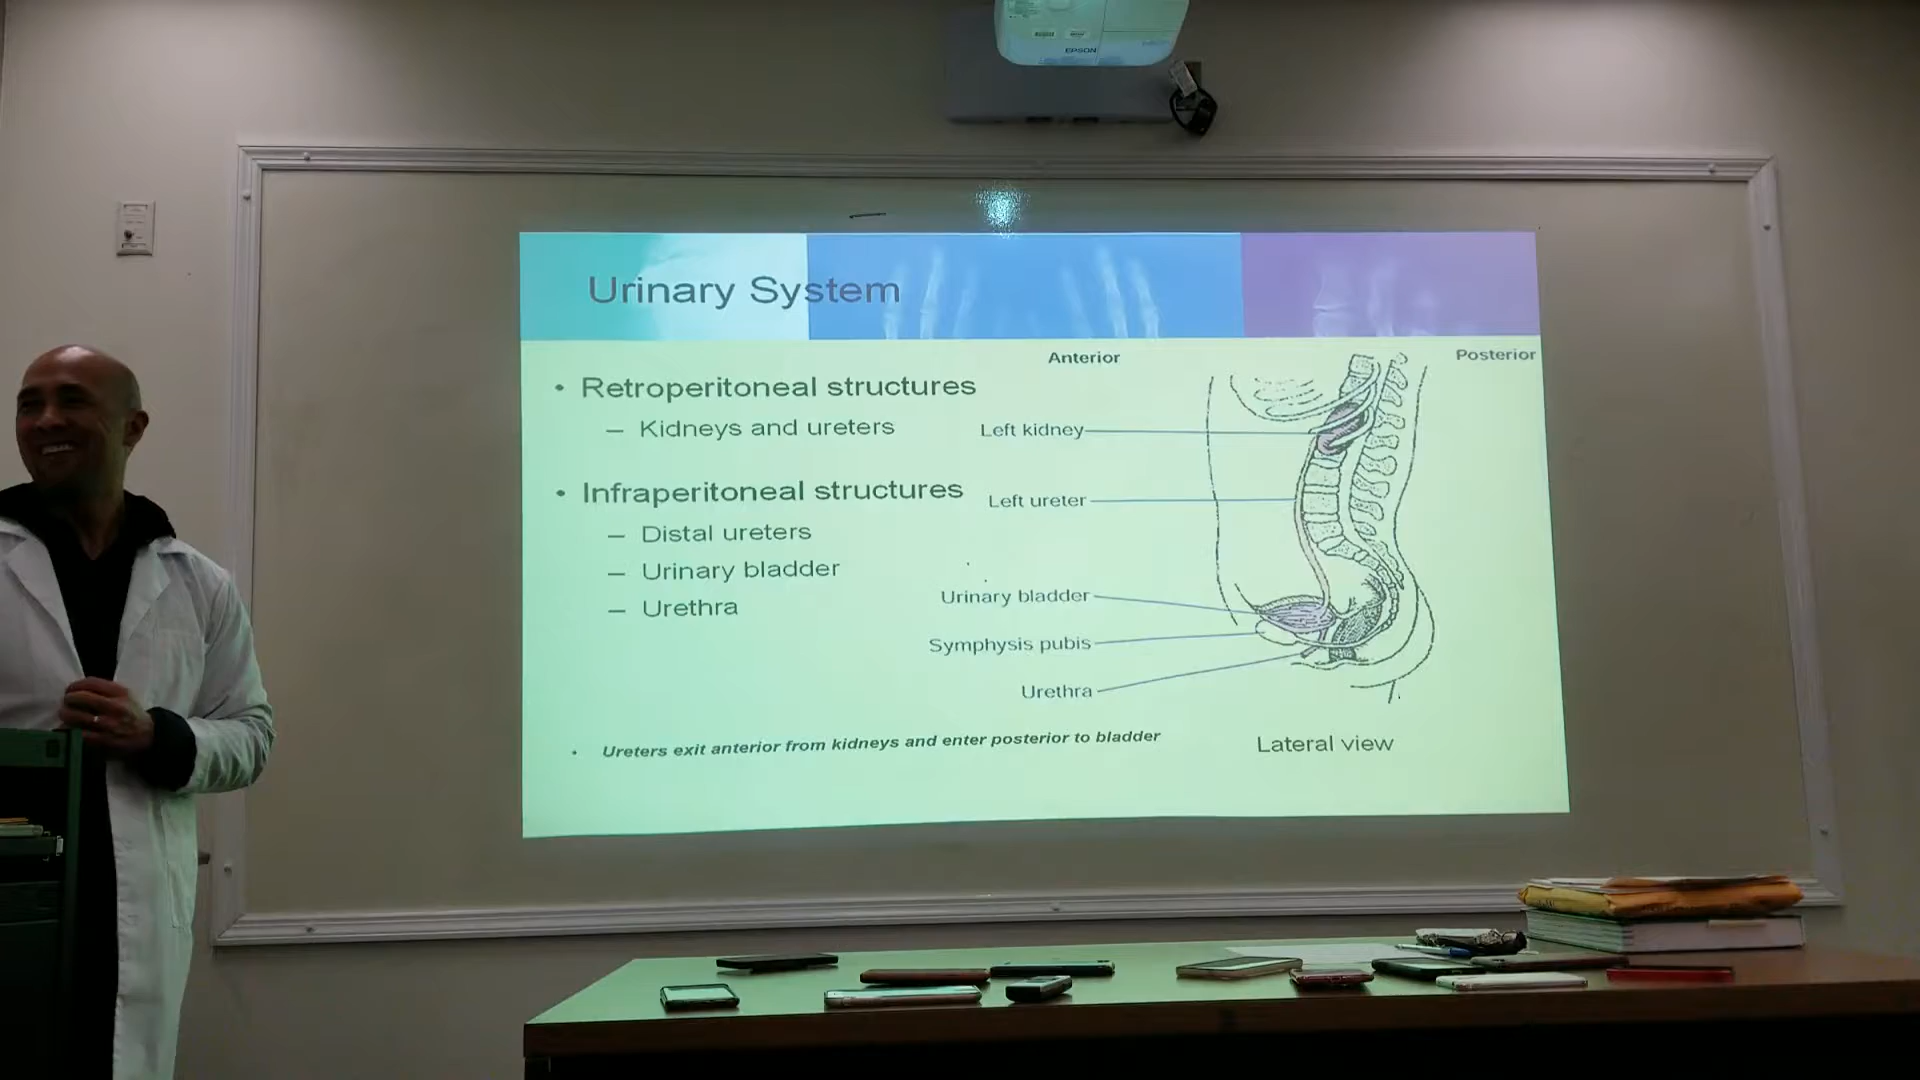 EPSON
Urinary System
Anterior
Posterior
• Retroperitoneal structures
– Kidneys and ureters
Left kidney
• Infraperitoneal structures
Left ureter
– Distal ureters
– Urinary bladder
– Urethra
Urinary bladder
Symphysis pubis
Urethra
• Ureters exit anterior from kidneys and enter posterior to bladder
Lateral view